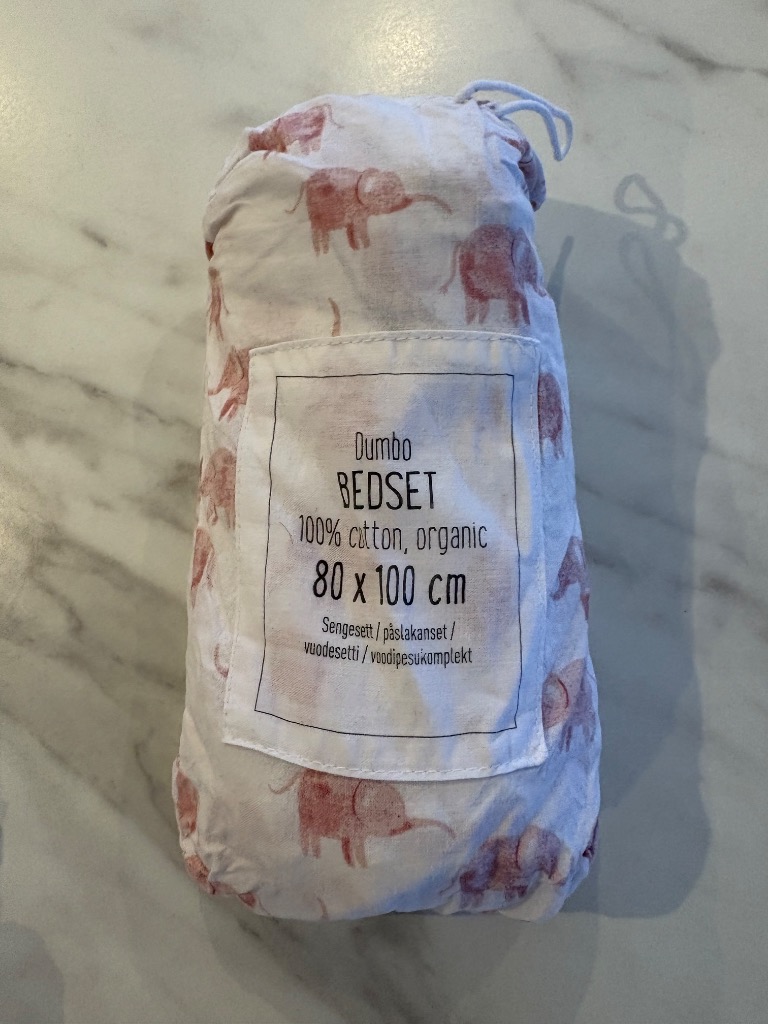 Dumbo
BEDSET
100% cotton, organic
80 x 100 cm
Sengesett / påslakanset /
vuodesetti / voodipesukomplekt